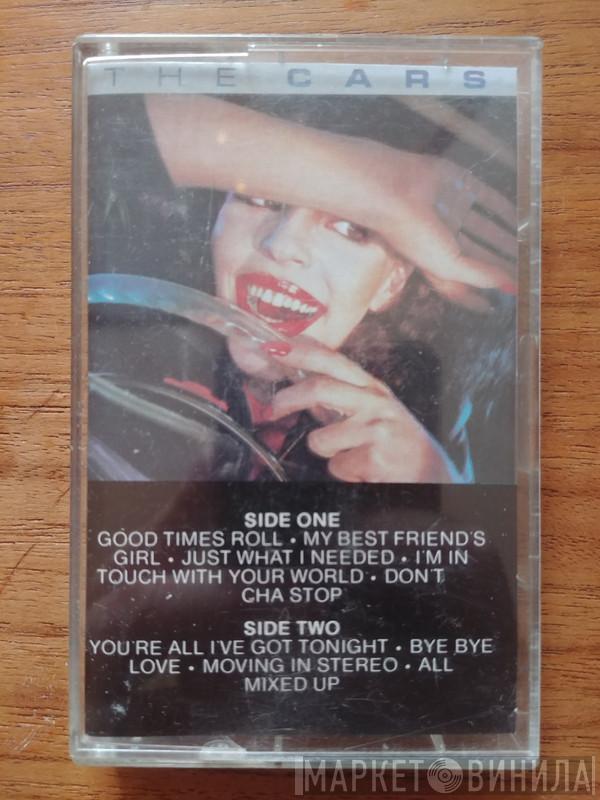 THE CARS
SIDE ONE
GOOD TIMES ROLL • MY BEST FRIEND'S
GIRL • JUST WHAT I NEEDED • I'M IN
TOUCH WITH YOUR WORLD • DON'T
CHA STOP
SIDE TWO
YOU'RE ALL I'VE GOT TONIGHT • BYE BYE
LOVE • MOVING IN STEREO • ALL
MIXED UP
МАРКЕТ ВИНИЛА